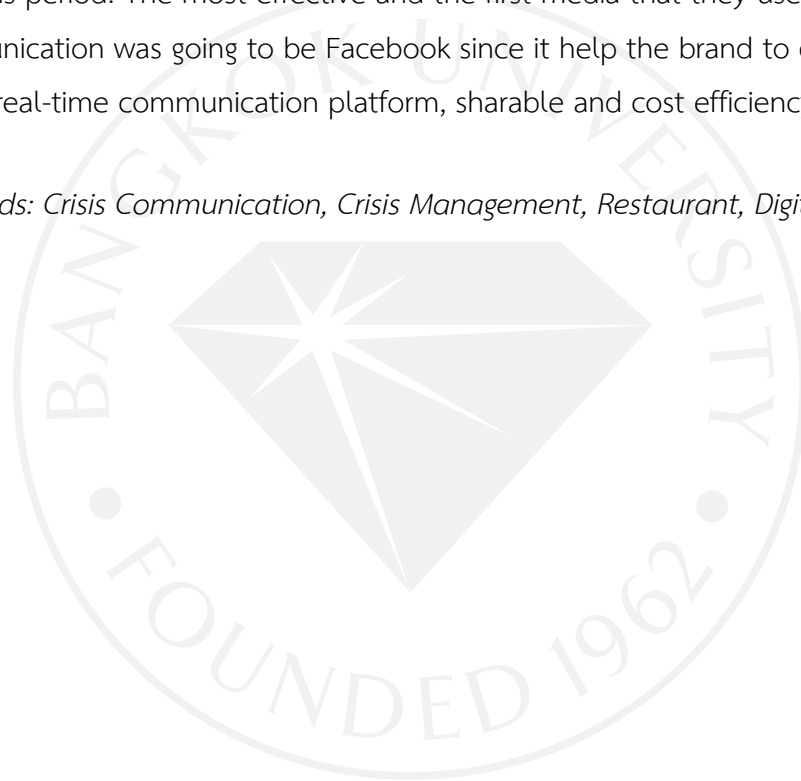 is period. The most effective and the first media that they use
unication was going to be Facebook since it help the brand to
real-time communication platform, sharable and cost efficiency
ds: Crisis Communication, Crisis Management, Restaurant, Digi
BANGKOK UNIVERSITY
FOUNDED 1962